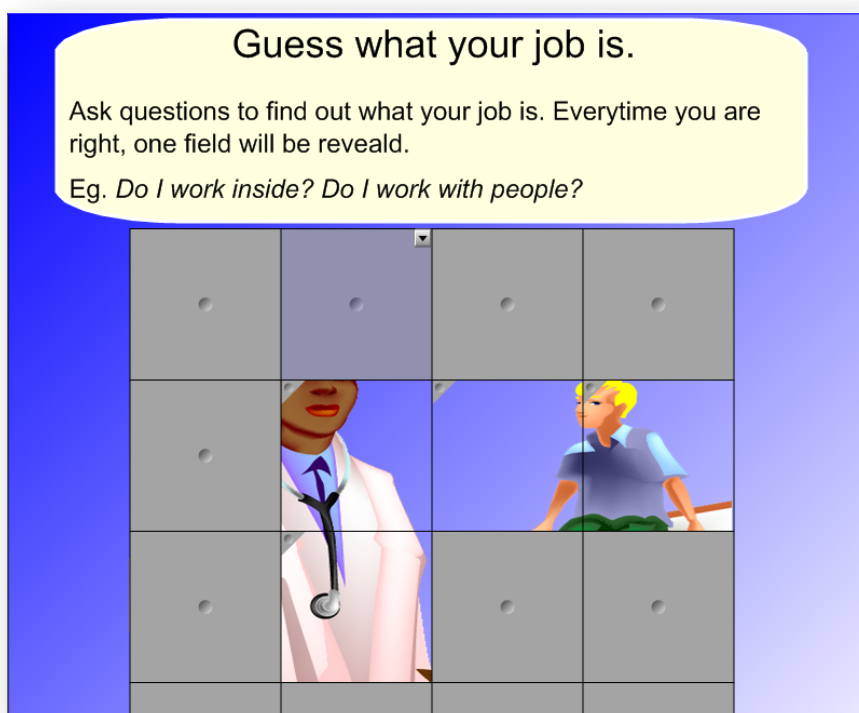 Guess what your job is.
Ask questions to find out what your job is. Everytime you are
right, one field will be reveald.
Eg. Do I work inside? Do I work with people?